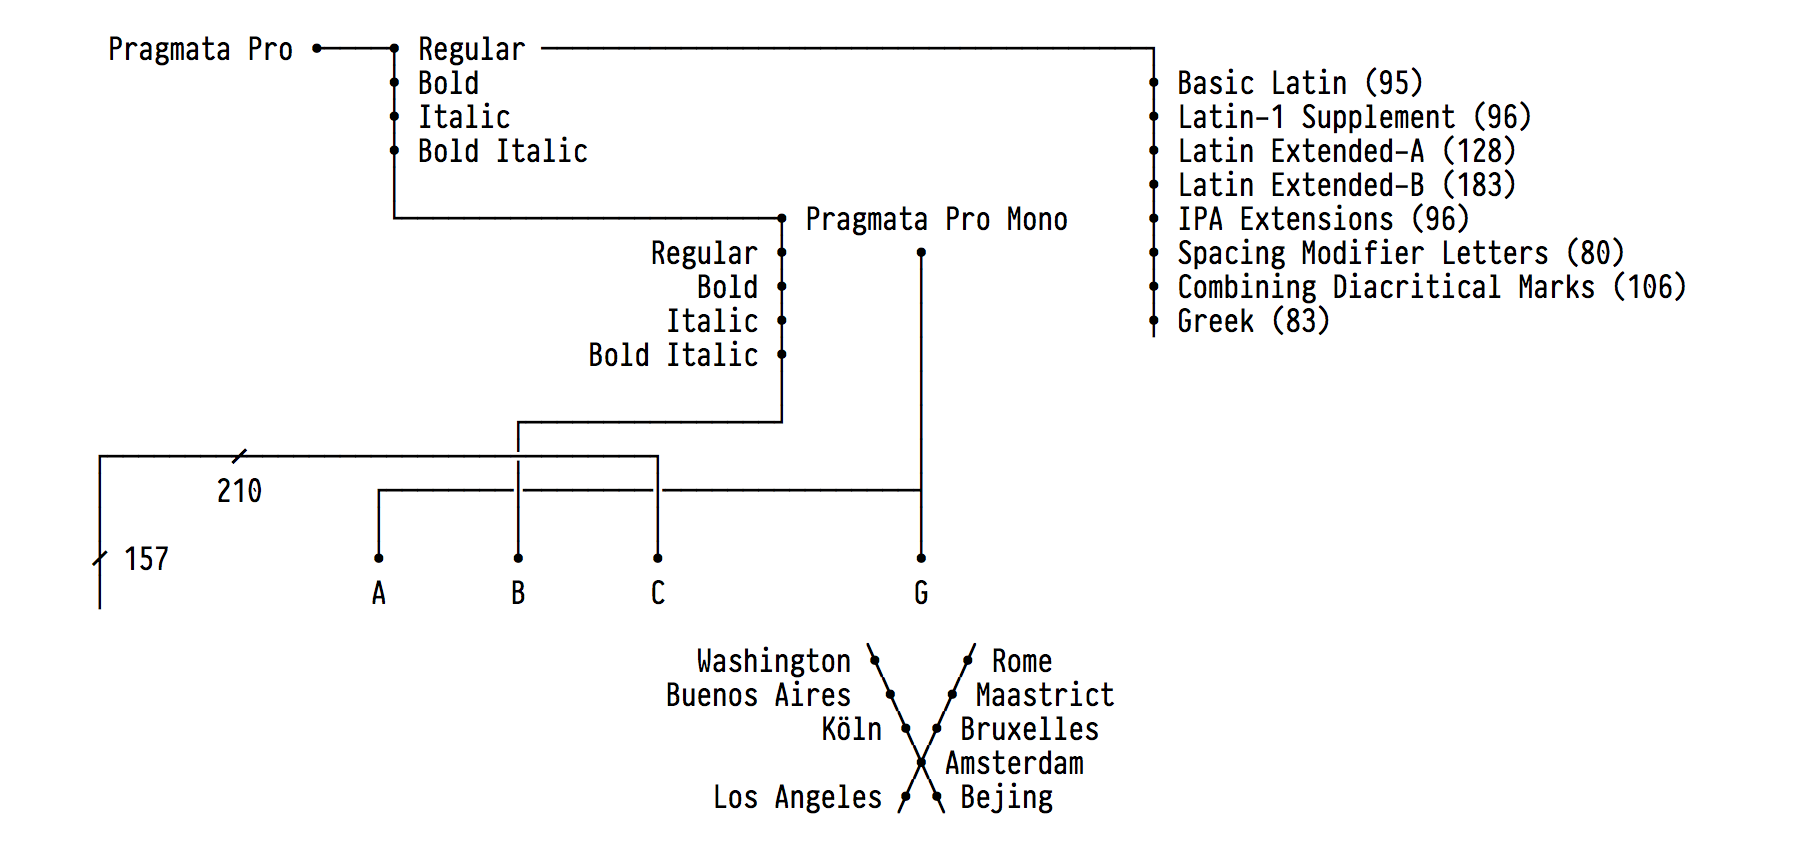 Pragmata Pro Regular
Bold
Italic
Bold Italic
Basic Latin (95)
Latin-1 Supplement (96)
Latin Extended-A (128)
Latin Extended-B (183)
IPA Extensions (96)
Spacing Modifier Letters (80)
Combining Diacritical Marks (106)
Greek (83)
Pragmata Pro Mono
Regular
Bold
Italic
Bold Italic
210
157
A B C G
Washington Rome
Buenos Aires Maastrict
Köln Bruxelles
Amsterdam
Los Angeles Bejing